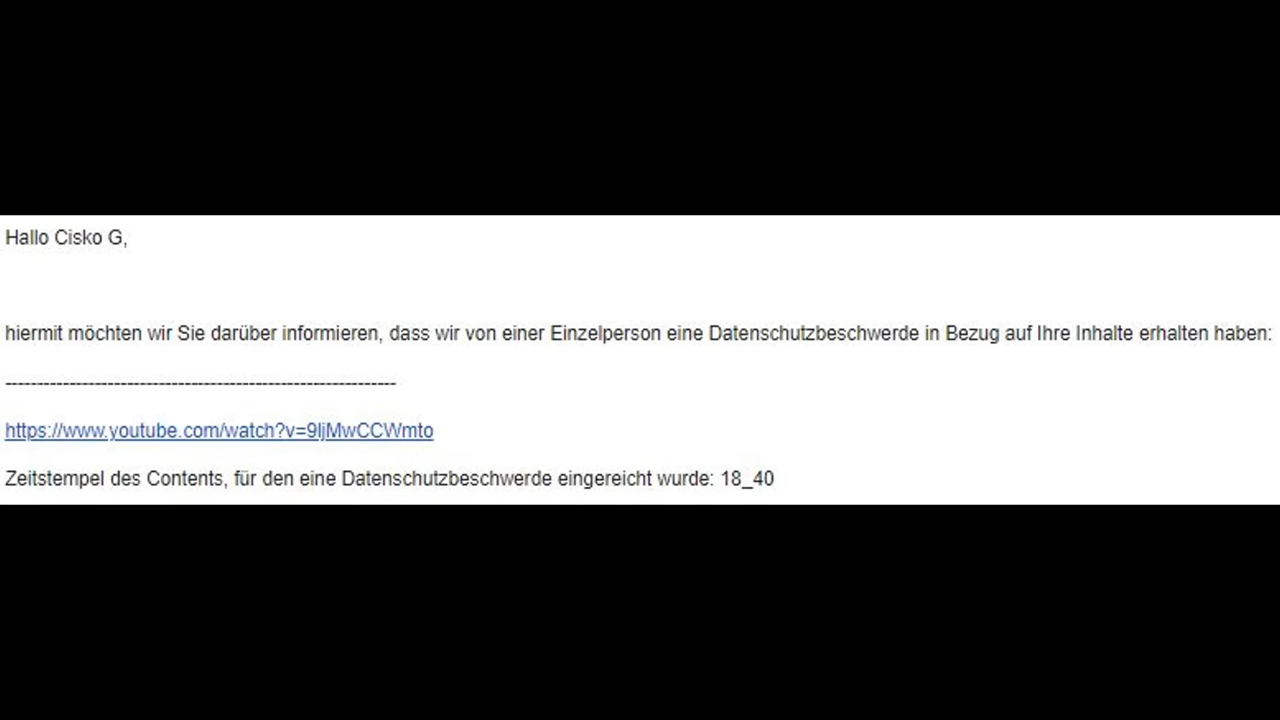 Hallo Cisko G,
hiermit möchten wir Sie darüber informieren, dass wir von einer Einzelperson eine Datenschutzbeschwerde in Bezug auf Ihre Inhalte erhalten haben:
------------------------------------------------------------
https://www.youtube.com/watch?v=9ljMwCCWmto
Zeitstempel des Contents, für den eine Datenschutzbeschwerde eingereicht wurde: 18_40